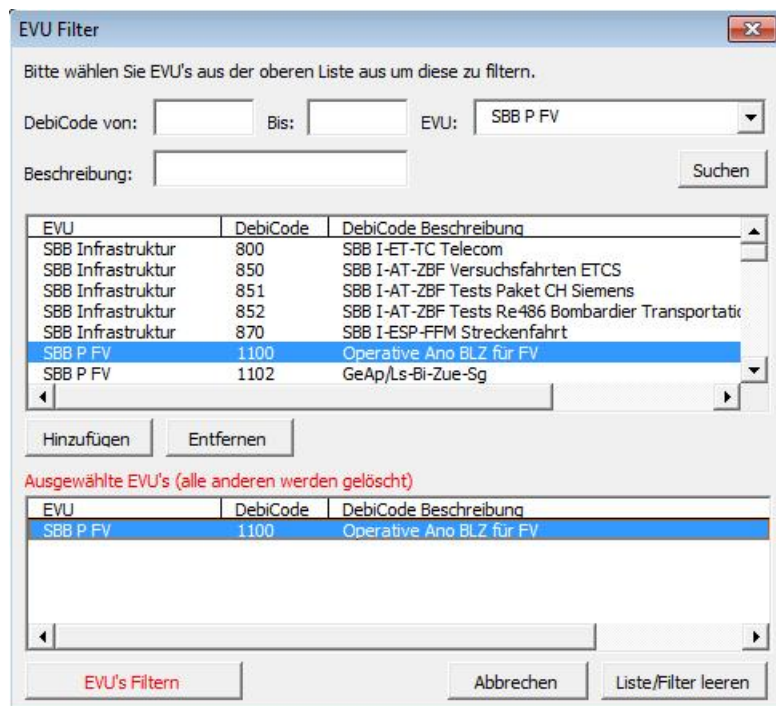 EVU Filter
Bitte wählen Sie EVU's aus der oberen Liste aus um diese zu filtern.
DebiCode von: Bis: EVU: SBB P FV
Beschreibung: Suchen
EVU DebiCode DebiCode Beschreibung
SBB Infrastruktur 800 SBB I-ET-TC Telecom
SBB Infrastruktur 850 SBB I-AT-ZBF Versuchsfahrten ETCS
SBB Infrastruktur 851 SBB I-AT-ZBF Tests Paket CH Siemens
SBB Infrastruktur 852 SBB I-AT-ZBF Tests Re486 Bombardier Transportatio
SBB Infrastruktur 870 SBB I-ESP-FFM Streckenfahrt
SBB P FV 1100 Operative Ano BLZ für FV
SBB P FV 1102 GeAp/Ls-Bi-Zue-Sg
Hinzufügen Entfernen
Ausgewählte EVU's (alle anderen werden gelöscht)
EVU DebiCode DebiCode Beschreibung
SBB P FV 1100 Operative Ano BLZ für FV
EVU's Filtern Abbrechen Liste/Filter leeren